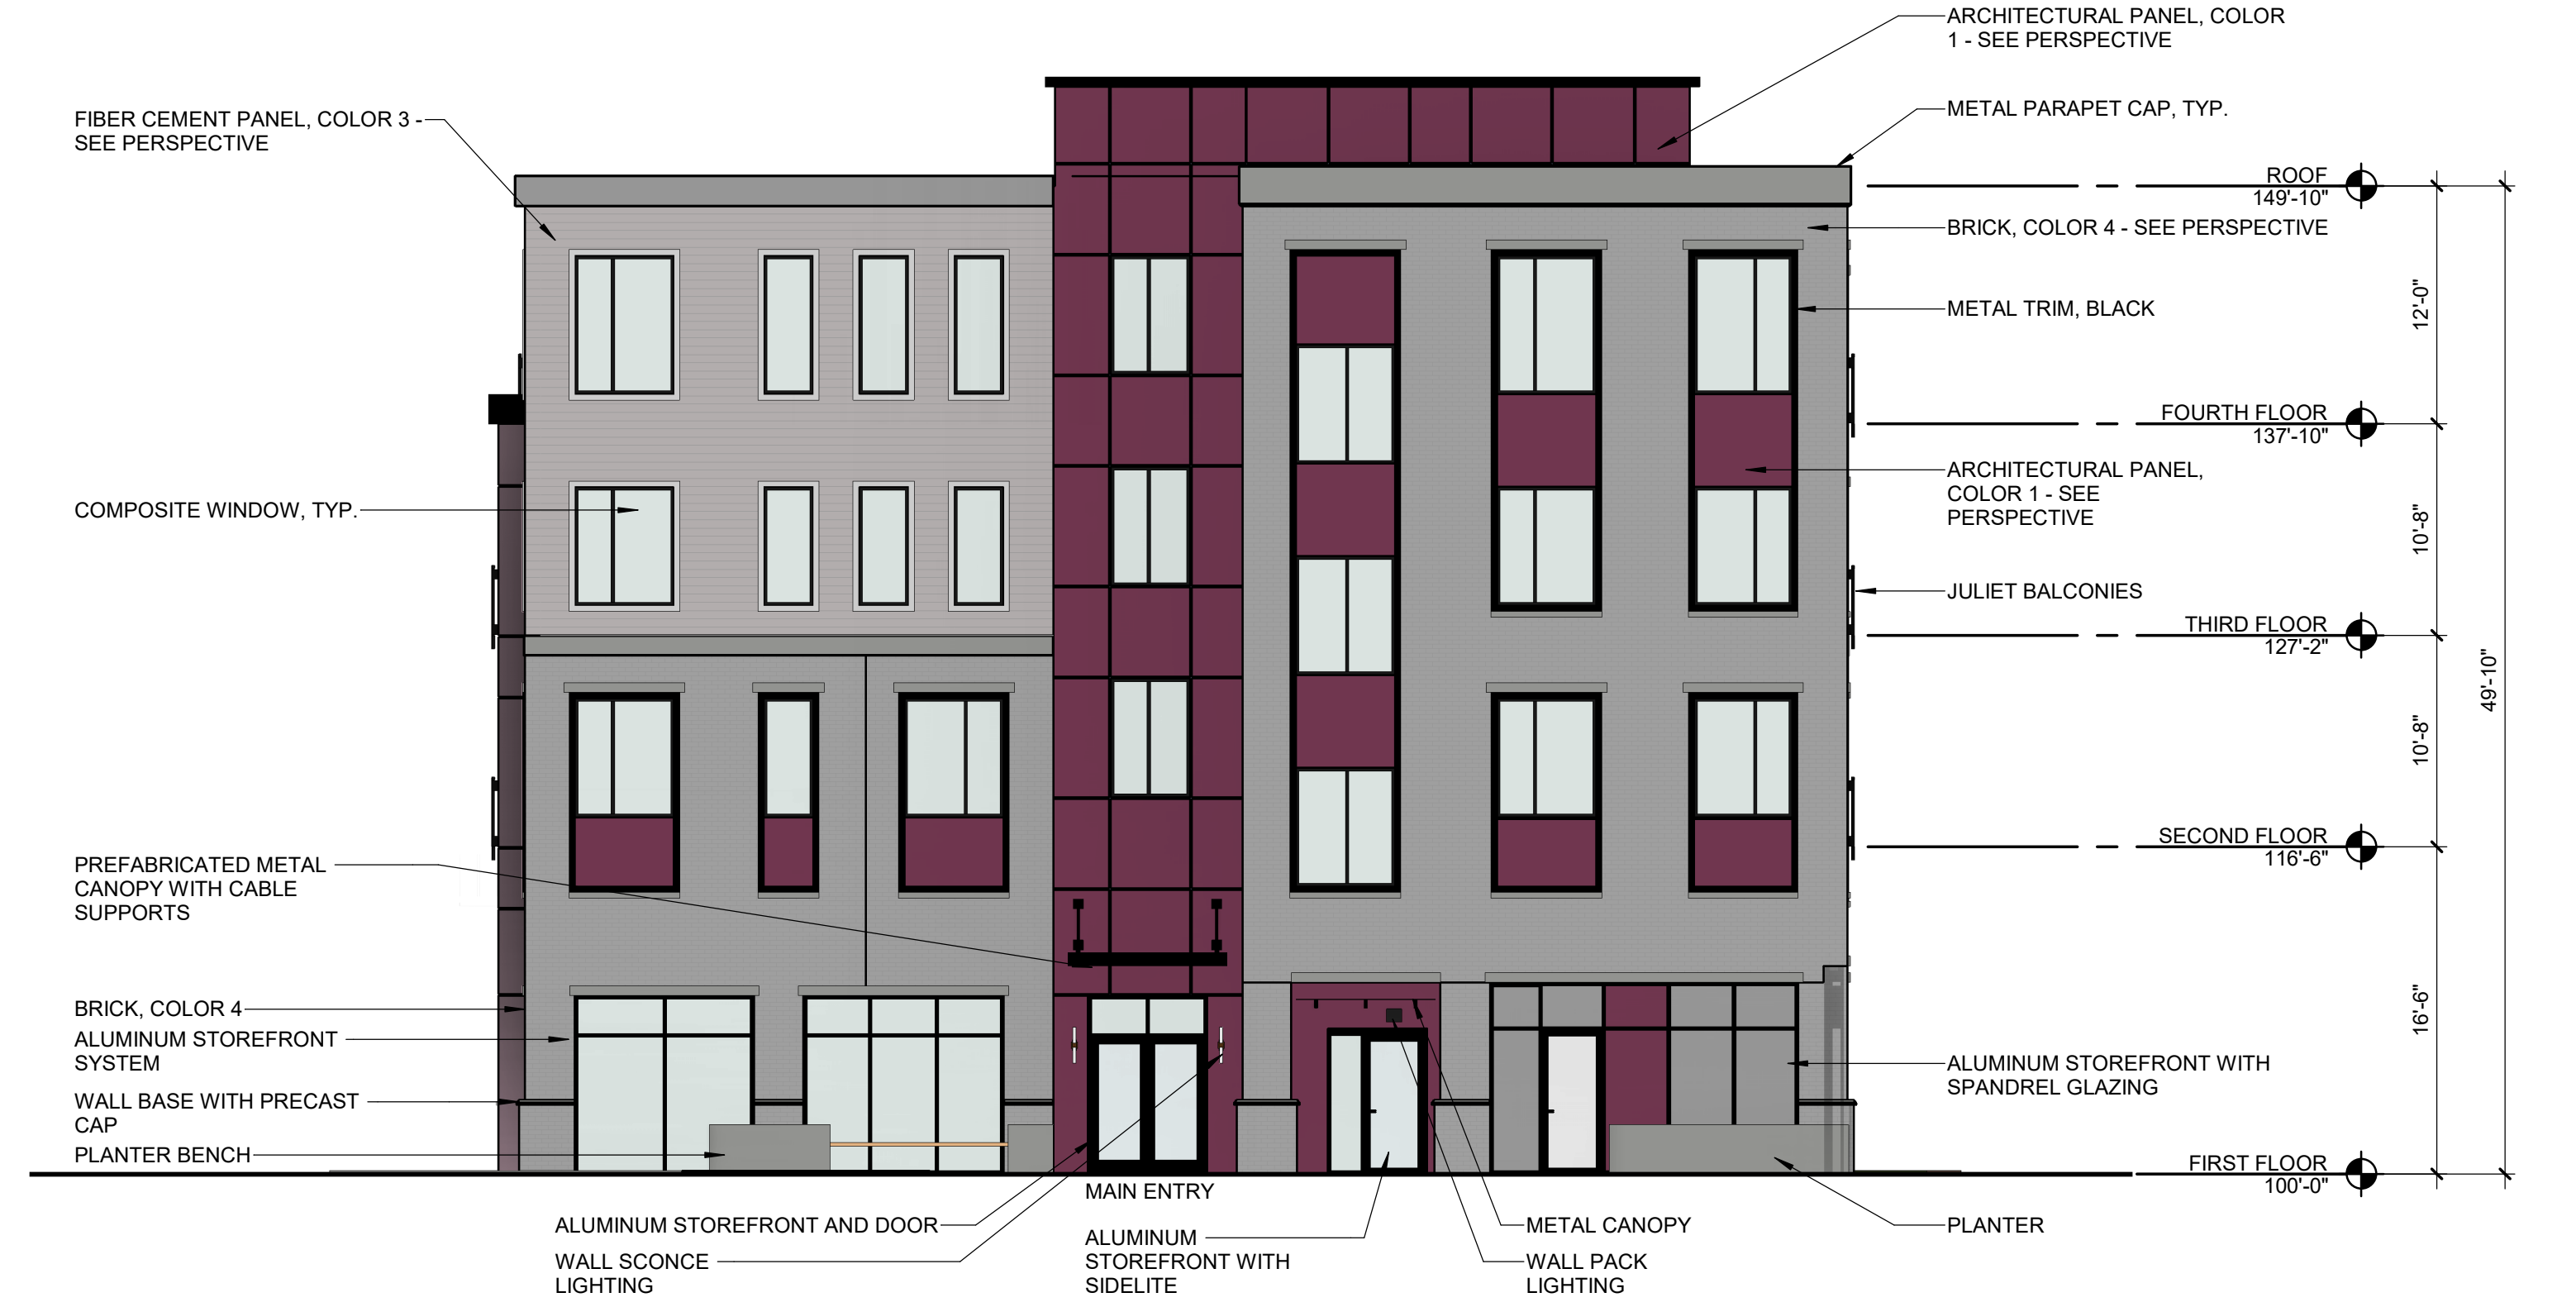 ARCHITECTURAL PANEL, COLOR
1 - SEE PERSPECTIVE
FIBER CEMENT PANEL, COLOR 3 -
SEE PERSPECTIVE
METAL PARAPET CAP, TYP.
ROOF
149'-10"
BRICK, COLOR 4 - SEE PERSPECTIVE
12'-0"
METAL TRIM, BLACK
FOURTH FLOOR
137'-10"
ARCHITECTURAL PANEL,
COLOR 1 - SEE
PERSPECTIVE
COMPOSITE WINDOW, TYP.
10'-8"
JULIET BALCONIES
THIRD FLOOR
127'-2"
49'-10"
10'-8"
SECOND FLOOR
116'-6"
PREFABRICATED METAL
CANOPY WITH CABLE
SUPPORTS
BRICK, COLOR 4
16'-6"
ALUMINUM STOREFRONT
SYSTEM
ALUMINUM STOREFRONT WITH
SPANDREL GLAZING
WALL BASE WITH PRECAST
CAP
PLANTER BENCH
FIRST FLOOR
100'-0"
MAIN ENTRY
ALUMINUM STOREFRONT AND DOOR
WALL SCONCE
LIGHTING
ALUMINUM
STOREFRONT WITH
SIDELITE
METAL CANOPY
WALL PACK
LIGHTING
PLANTER